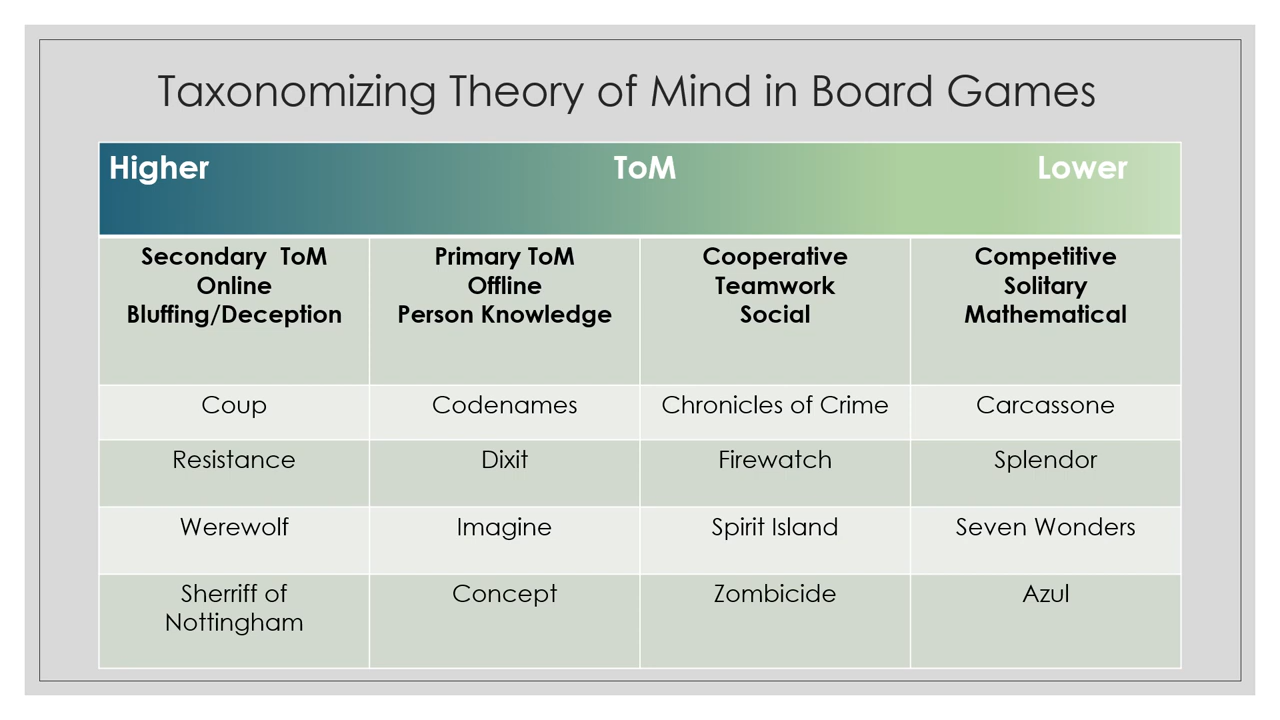 Taxonomizing Theory of Mind in Board Games
Higher ToM Lower
Secondary ToM
Online
Bluffing/Deception
Primary ToM
Offline
Person Knowledge
Cooperative
Teamwork
Social
Competitive
Solitary
Mathematical
Coup Codenames Chronicles of Crime Carcassone
Resistance Dixit Firewatch Splendor
Werewolf Imagine Spirit Island Seven Wonders
Sherriff of
Nottingham
Concept Zombicide Azul